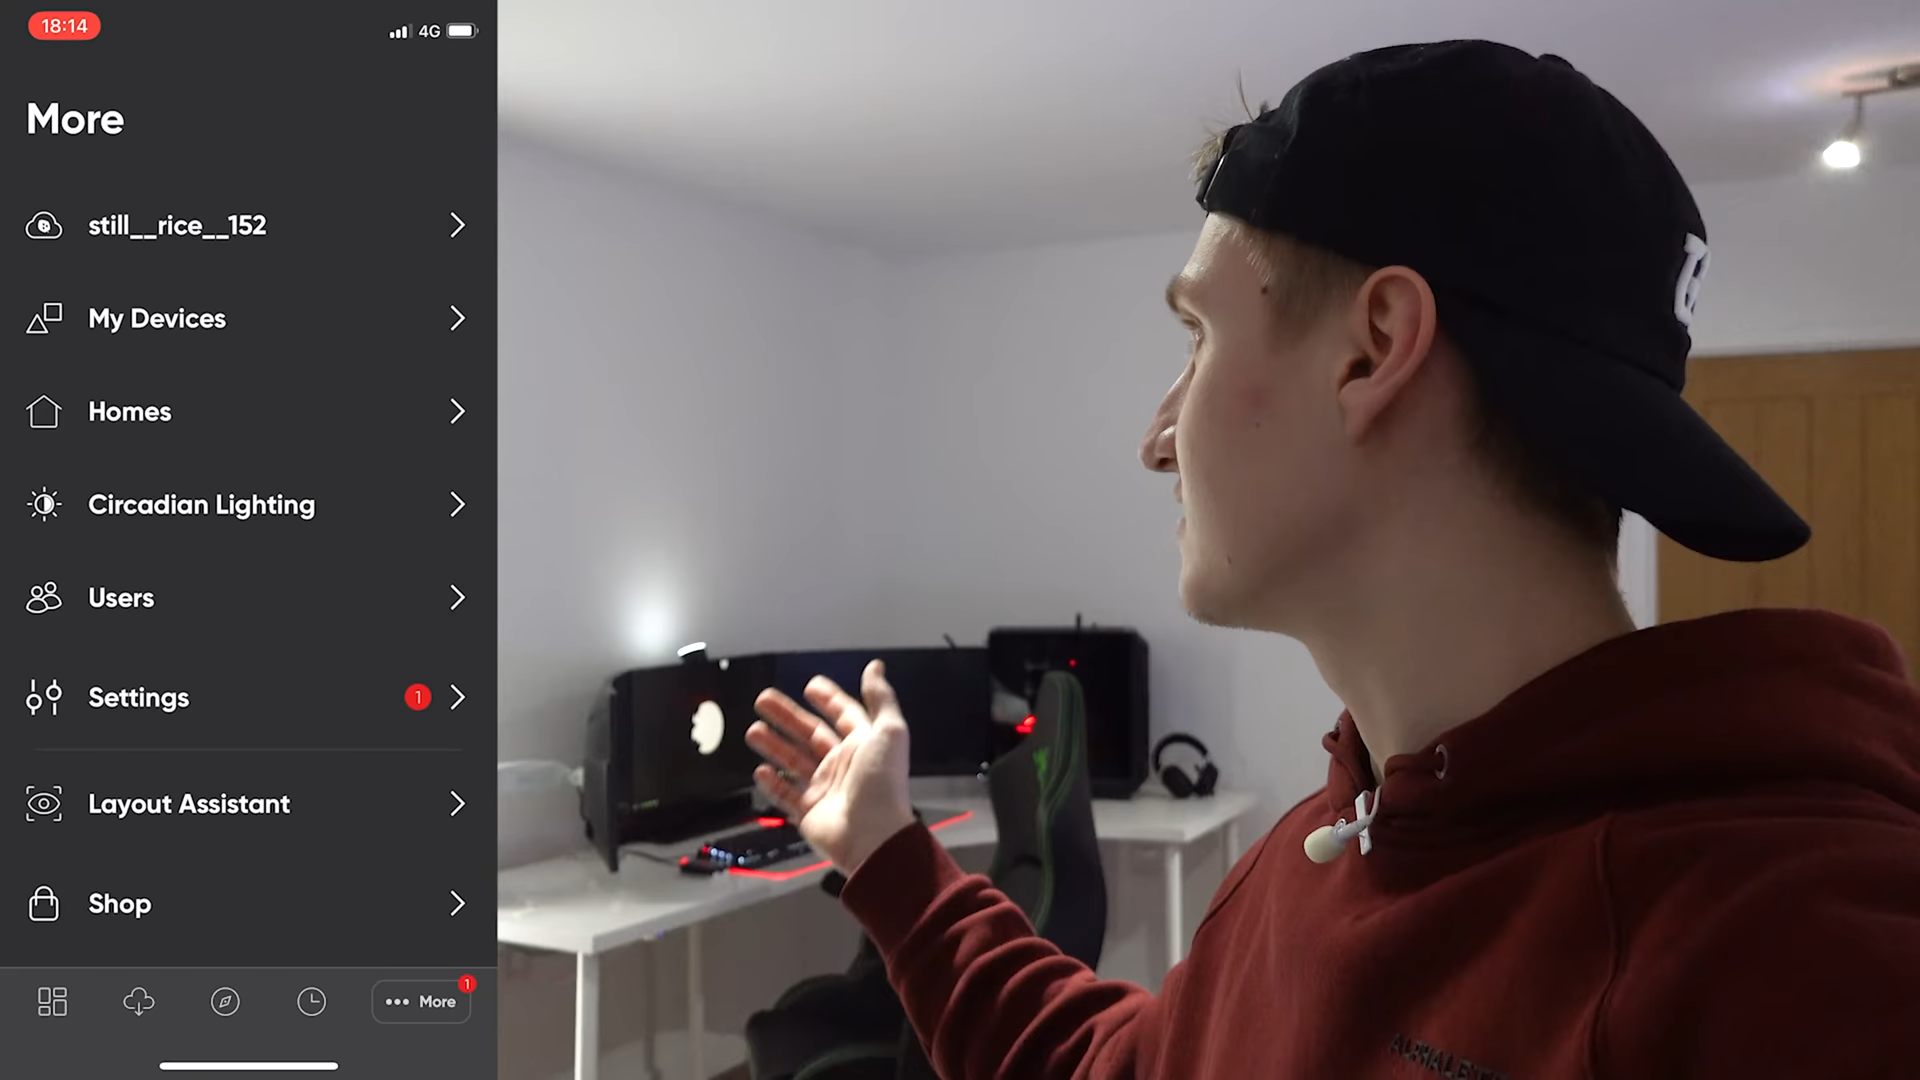 18:14
4G
More
still__rice__152
My Devices
Homes
Circadian Lighting
Users
Settings
1
Layout Assistant
Shop
More
1